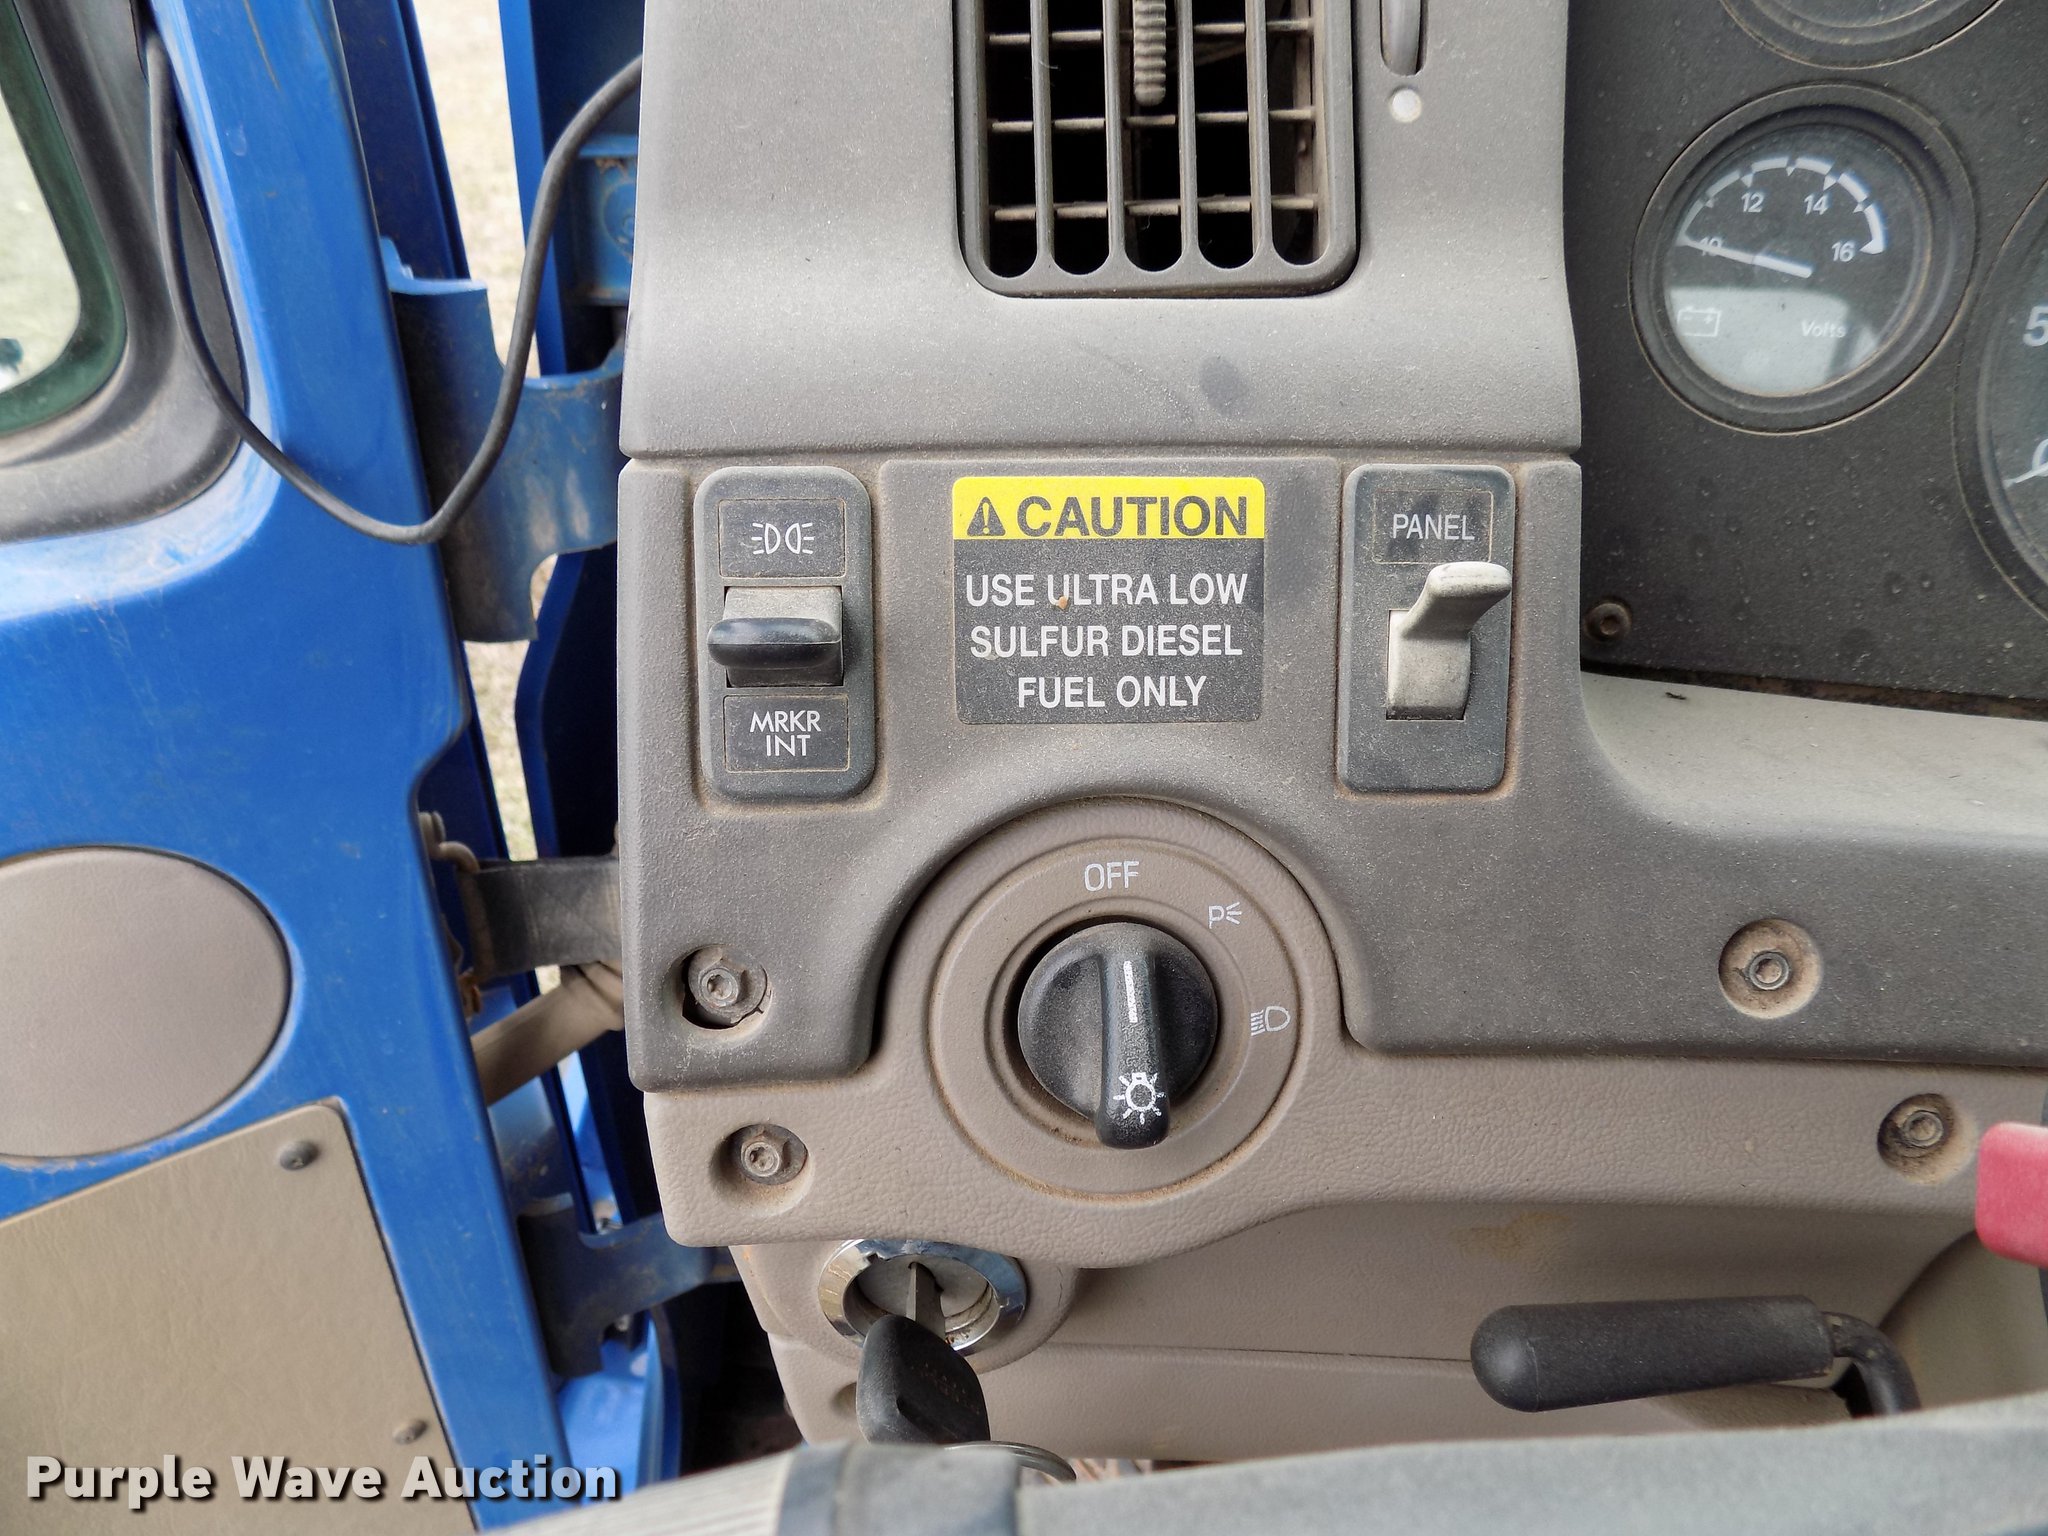 10 12 14 16
Volts
5
CAUTION
USE ULTRA LOW
SULFUR DIESEL
FUEL ONLY
MRKR
INT
PANEL
OFF
P
Purple Wave Auction